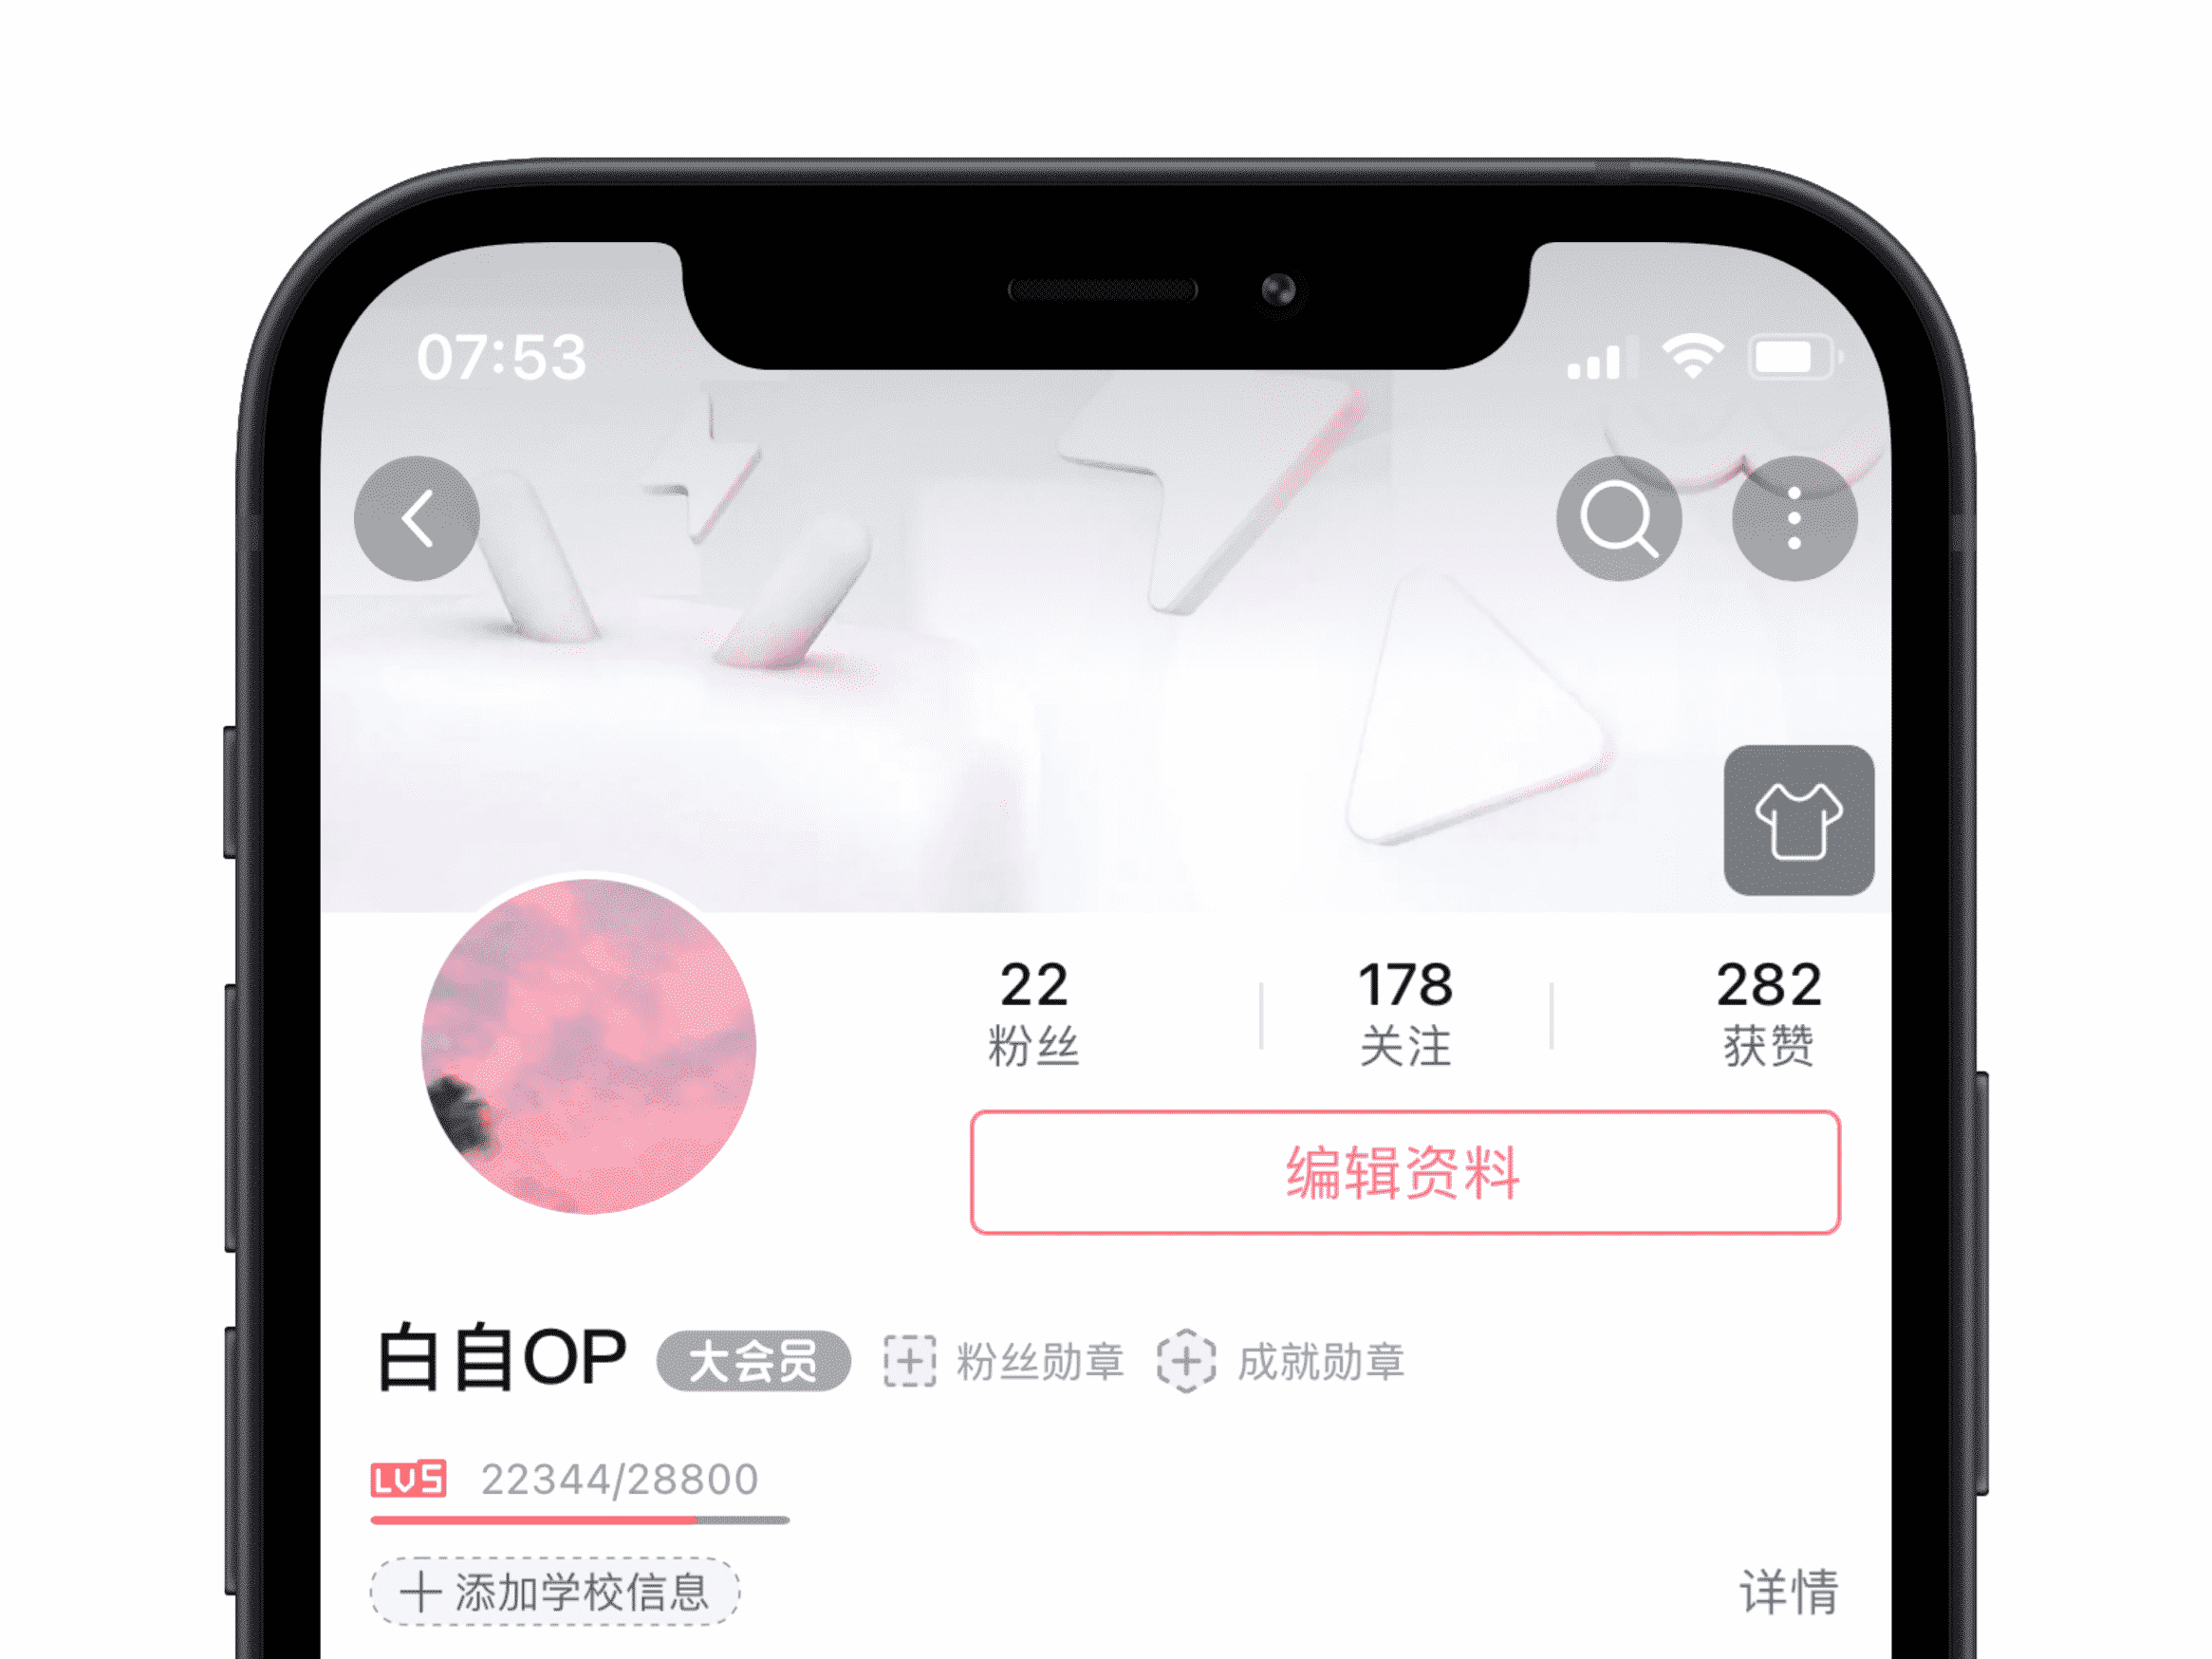 07:53
22 178 282
粉丝 关注 获赞
编辑资料
白自OP 大会员 粉丝勋章 成就勋章
LV5 22344/28800
添加学校信息 详情